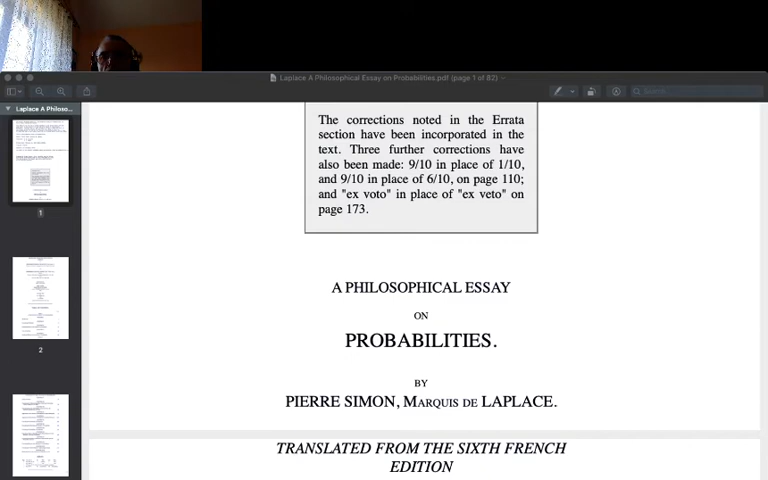 Laplace A Philosophical Essay on Probabilities.pdf (page 1 of 82)
Search
Laplace A Philoso...
1
2
The corrections noted in the Errata
section have been incorporated in the
text. Three further corrections have
also been made: 9/10 in place of 1/10,
and 9/10 in place of 6/10, on page 110;
and "ex voto" in place of "ex veto" on
page 173.
A PHILOSOPHICAL ESSAY
ON
PROBABILITIES.
BY
PIERRE SIMON, MARQUIS DE LAPLACE.
TRANSLATED FROM THE SIXTH FRENCH
EDITION